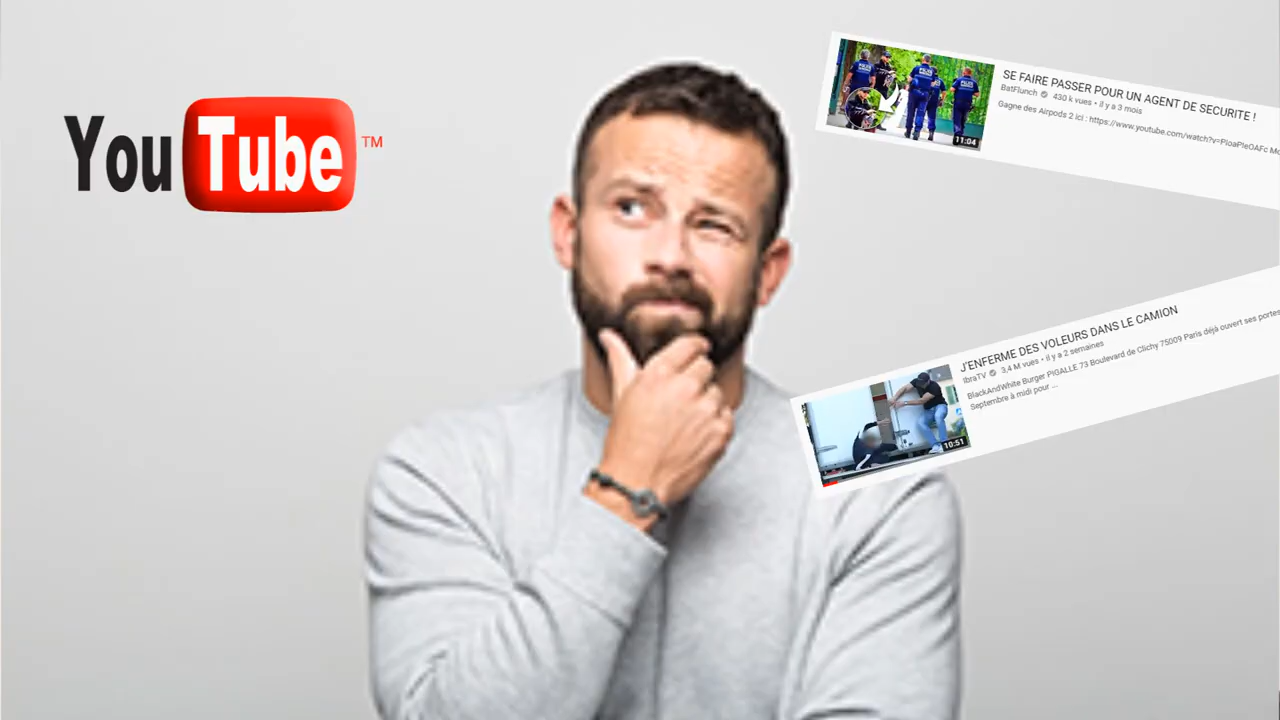 YouTube™
SE FAIRE PASSER POUR UN AGENT DE SECURITE !
BatFlunch 430 k vues • il y a 3 mois
Gagne des Airpods 2 ici : https://www.youtube.com/watch?v=PIoaPleOAFc
11:04
J'ENFERME DES VOLEURS DANS LE CAMION
IbraTV 3,4 M vues • il y a 2 semaines
BlackAndWhite Burger PIGALLE 73 Boulevard de Clichy 75009 Paris déjà ouvert ses portes
Septembre à midi pour ...
10:51